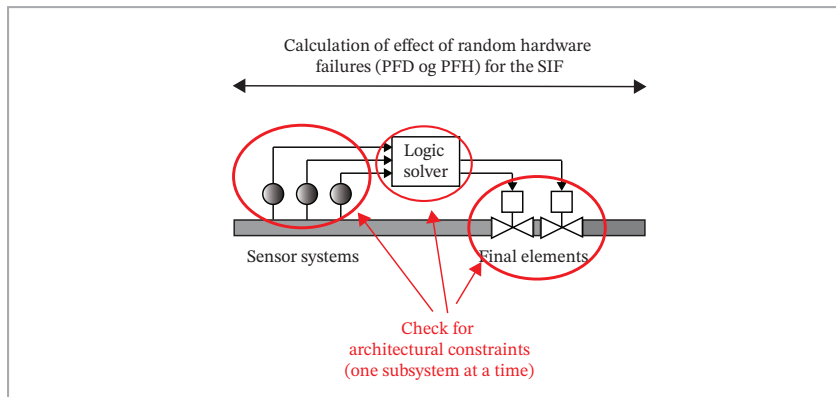 Calculation of effect of random hardware
failures (PFD og PFH) for the SIF
Logic
solver
Sensor systems
Final elements
Check for
architectural constraints
(one subsystem at a time)